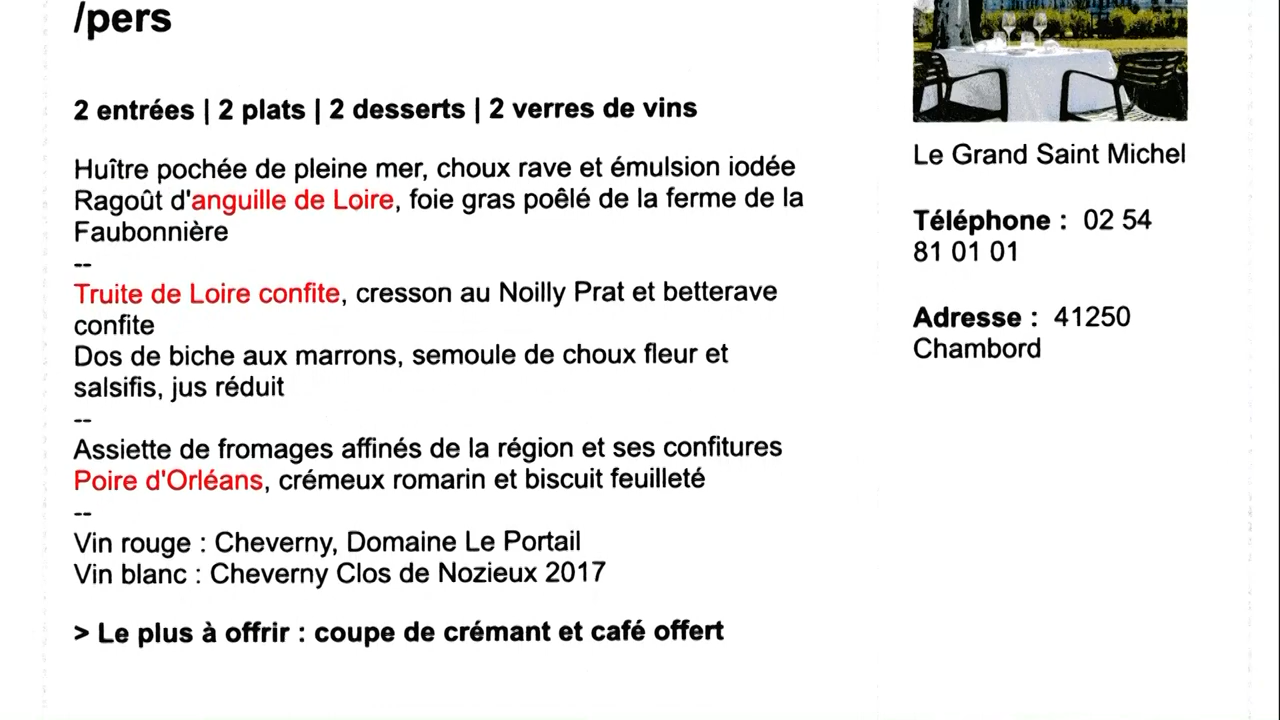 /pers
2 entrées | 2 plats | 2 desserts | 2 verres de vins
Huître pochée de pleine mer, choux rave et émulsion iodée
Ragoût d'anguille de Loire, foie gras poêlé de la ferme de la
Faubonnière
--
Truite de Loire confite, cresson au Noilly Prat et betterave
confite
Dos de biche aux marrons, semoule de choux fleur et
salsifis, jus réduit
--
Assiette de fromages affinés de la région et ses confitures
Poire d'Orléans, crémeux romarin et biscuit feuilleté
--
Vin rouge : Cheverny, Domaine Le Portail
Vin blanc : Cheverny Clos de Nozieux 2017
> Le plus à offrir : coupe de crémant et café offert
Le Grand Saint Michel
Téléphone : 02 54
81 01 01
Adresse : 41250
Chambord